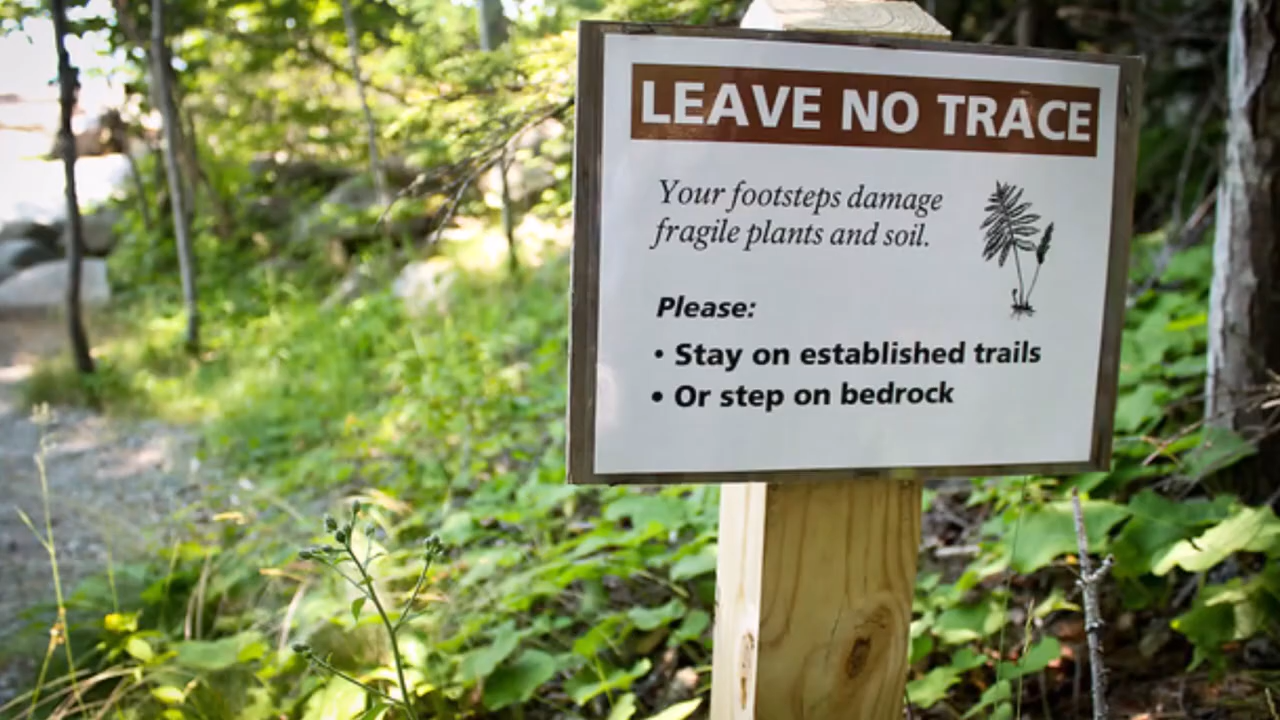 LEAVE NO TRACE
Your footsteps damage
fragile plants and soil.
Please:
• Stay on established trails
• Or step on bedrock